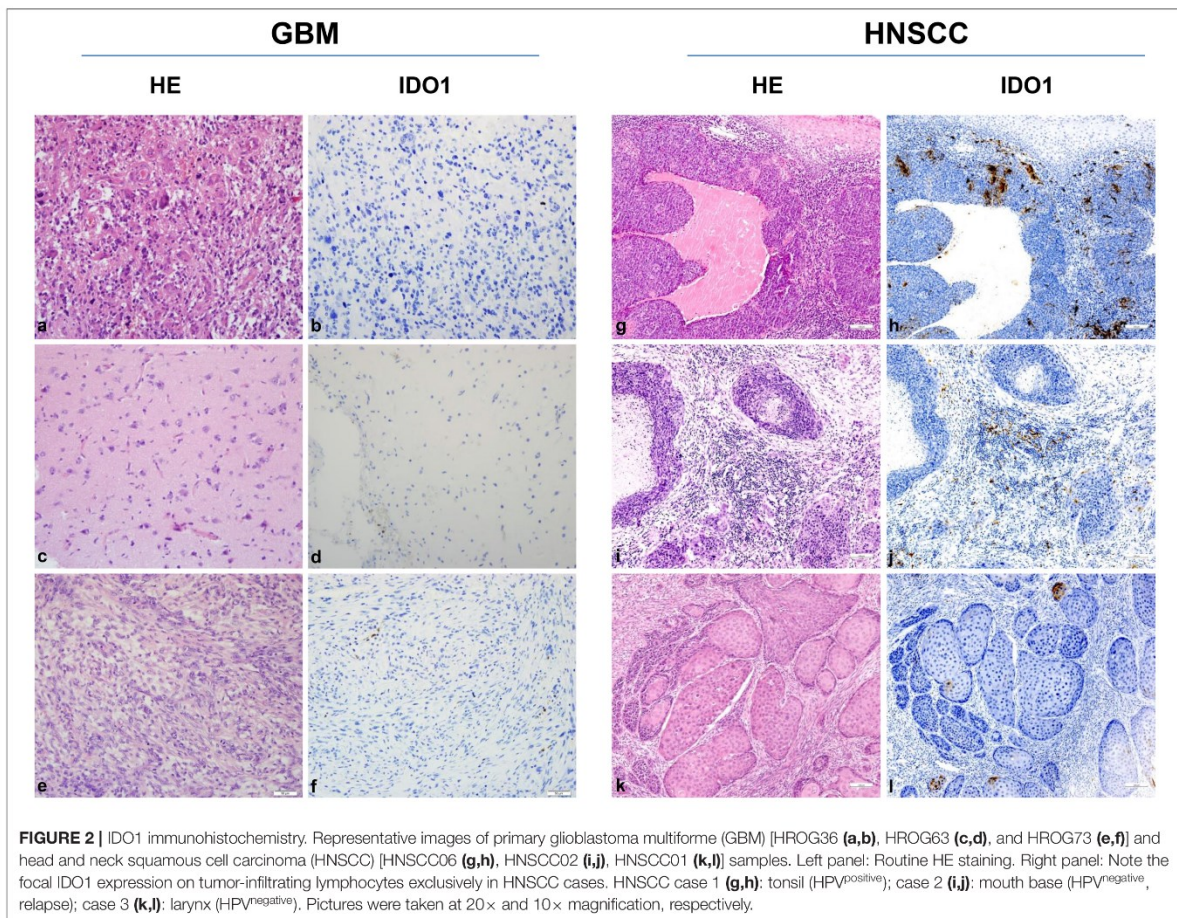 GBM
HNSCC
HE
IDO1
HE
IDO1
a
b
g
h
c
d
i
j
e
f
k
l
FIGURE 2 | IDO1 immunohistochemistry. Representative images of primary glioblastoma multiforme (GBM) [HROG36 (a,b), HROG63 (c,d), and HROG73 (e,f)] and
head and neck squamous cell carcinoma (HNSCC) [HNSCC06 (g,h), HNSCC02 (i,j), HNSCC01 (k,l)] samples. Left panel: Routine HE staining. Right panel: Note the
focal IDO1 expression on tumor-infiltrating lymphocytes exclusively in HNSCC cases. HNSCC case 1 (g,h): tonsil (HPVpositive); case 2 (i,j): mouth base (HPVnegative,
relapse); case 3 (k,l): larynx (HPVnegative). Pictures were taken at 20× and 10× magnification, respectively.